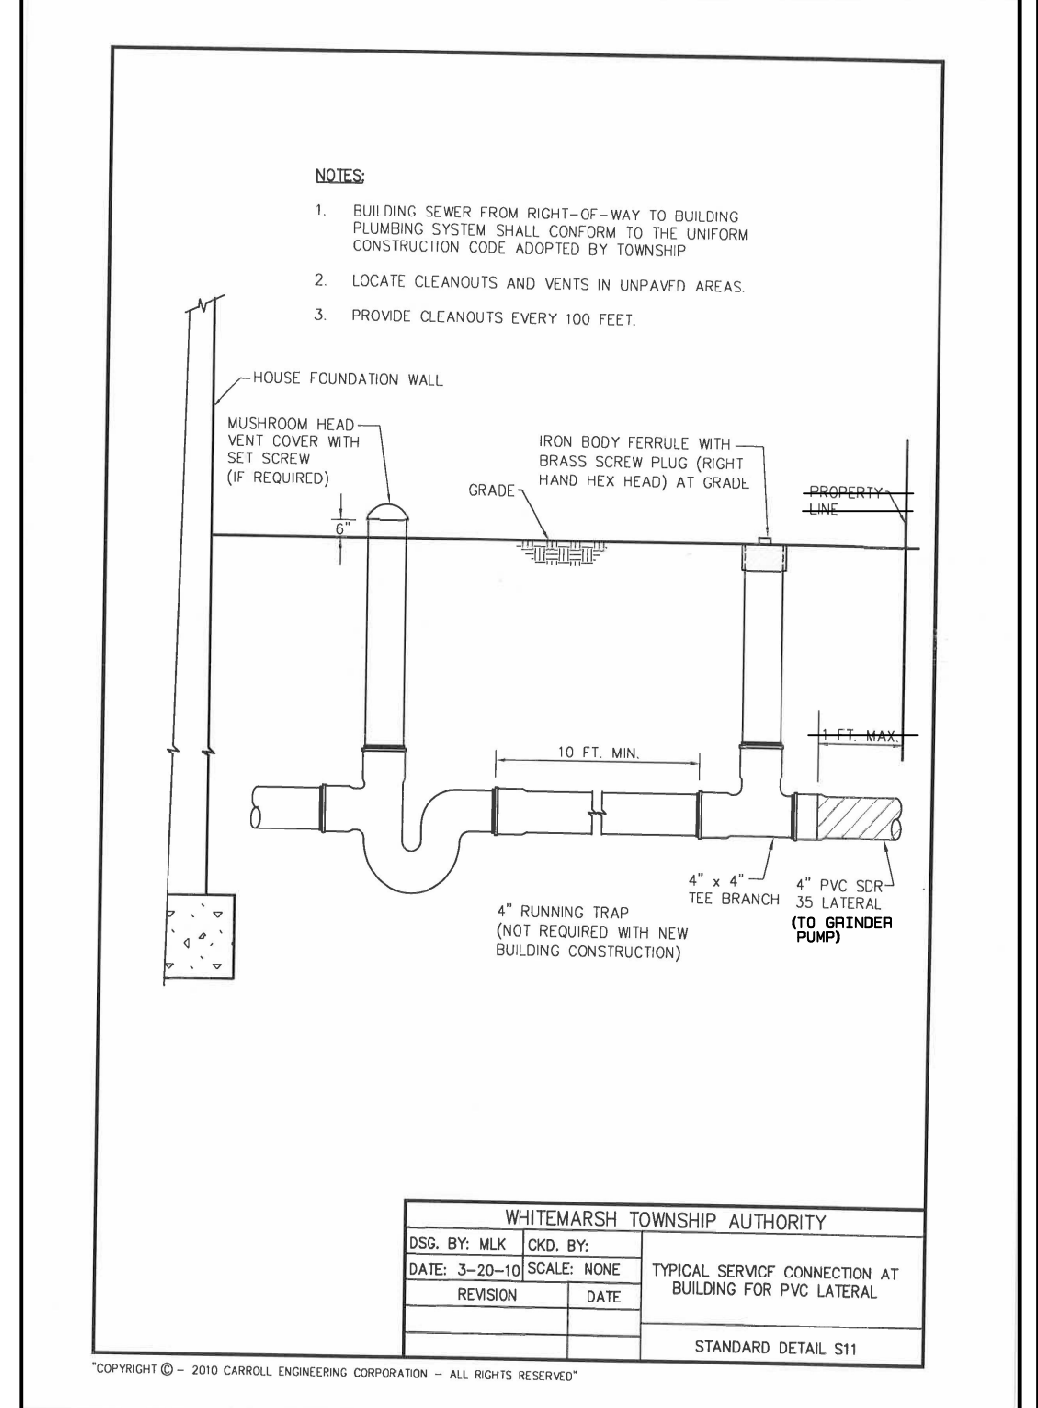 NOTES:
1. BUILDING SEWER FROM RIGHT-OF-WAY TO BUILDING
PLUMBING SYSTEM SHALL CONFORM TO THE UNIFORM
CONSTRUCTION CODE ADOPTED BY TOWNSHIP
2. LOCATE CLEANOUTS AND VENTS IN UNPAVED AREAS.
3. PROVIDE CLEANOUTS EVERY 100 FEET.
HOUSE FOUNDATION WALL
MUSHROOM HEAD
VENT COVER WITH
SET SCREW
(IF REQUIRED)
IRON BODY FERRULE WITH
BRASS SCREW PLUG (RIGHT
HAND HEX HEAD) AT GRADE
GRADE
PROPERTY
LINE
6"
1 FT. MAX.
10 FT. MIN.
4" x 4"
TEE BRANCH
4" PVC SDR-
35 LATERAL
(TO GRINDER
PUMP)
4" RUNNING TRAP
(NOT REQUIRED WITH NEW
BUILDING CONSTRUCTION)
WHITEMARSH TOWNSHIP AUTHORITY
DSG. BY: MLK CKD. BY:
DATE: 3-20-10 SCALE: NONE
REVISION DATE
TYPICAL SERVICE CONNECTION AT
BUILDING FOR PVC LATERAL
STANDARD DETAIL S11
"COPYRIGHT © - 2010 CARROLL ENGINEERING CORPORATION - ALL RIGHTS RESERVED"